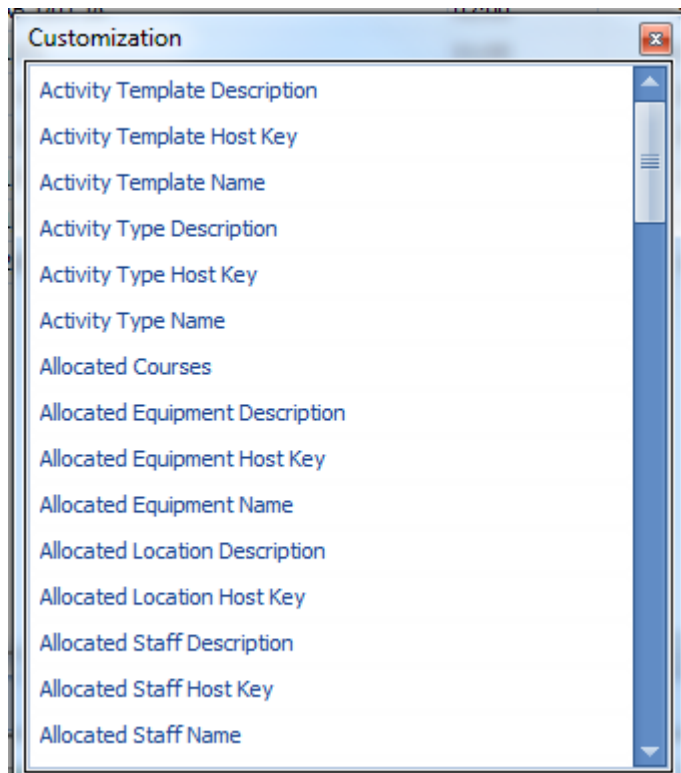 Customization
Activity Template Description
Activity Template Host Key
Activity Template Name
Activity Type Description
Activity Type Host Key
Activity Type Name
Allocated Courses
Allocated Equipment Description
Allocated Equipment Host Key
Allocated Equipment Name
Allocated Location Description
Allocated Location Host Key
Allocated Staff Description
Allocated Staff Host Key
Allocated Staff Name